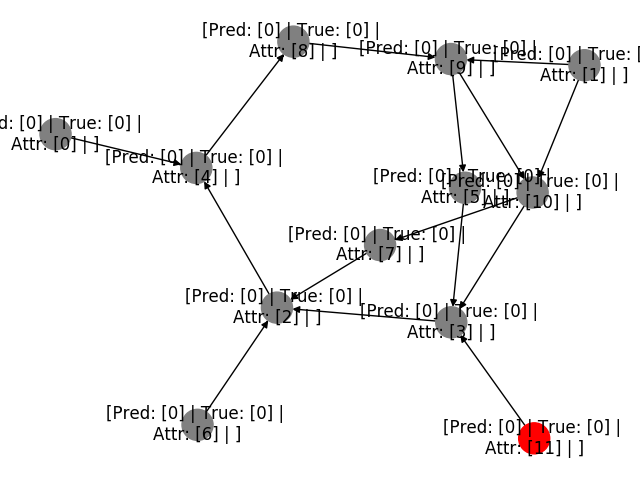 [Pred: [0] | True: [0] |
Attr: [8] | ]
[Pred: [0] | True: [0] |
Attr: [9] | ]
[Pred: [0] | True: [
Attr: [1] | ]
d: [0] | True: [0] |
Attr: [0] | ]
[Pred: [0] | True: [0] |
Attr: [4] | ]
[Pred: [0] | True: [0] |
Attr: [5] | ]
[Pred: [0] | True: [0] |
Attr: [10] | ]
[Pred: [0] | True: [0] |
Attr: [7] | ]
[Pred: [0] | True: [0] |
Attr: [2] | ]
[Pred: [0] | True: [0] |
Attr: [3] | ]
[Pred: [0] | True: [0] |
Attr: [6] | ]
[Pred: [0] | True: [0] |
Attr: [11] | ]